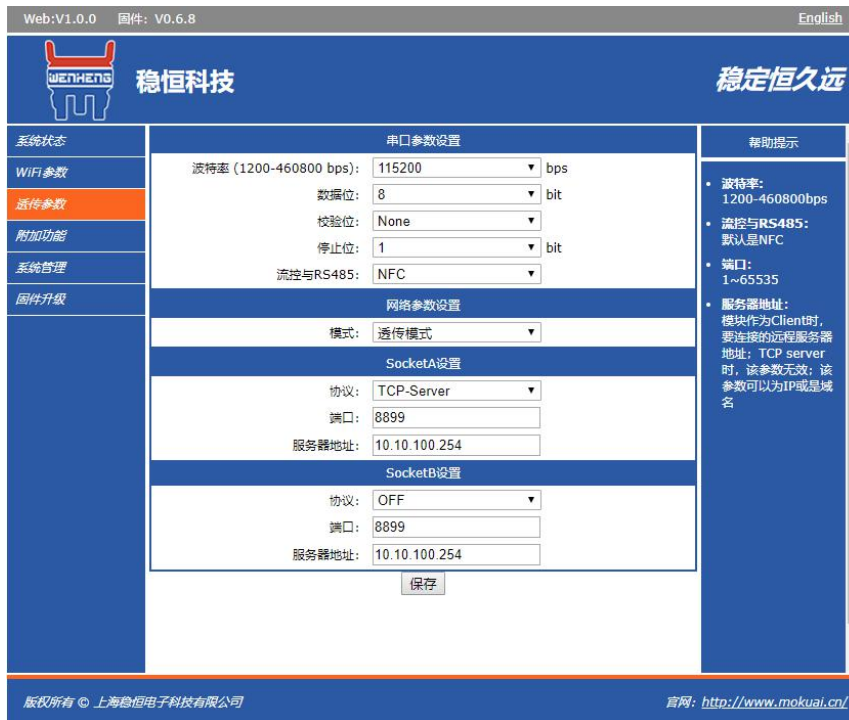 Web:V1.0.0 固件: V0.6.8 English
WENHENG
稳恒科技
稳定恒久远
系统状态
WiFi参数
透传参数
附加功能
系统管理
固件升级
串口参数设置
波特率 (1200-460800 bps): 115200 bps
数据位: 8 bit
校验位: None
停止位: 1 bit
流控与RS485: NFC
网络参数设置
模式: 透传模式
SocketA设置
协议: TCP-Server
端口: 8899
服务器地址: 10.10.100.254
SocketB设置
协议: OFF
端口: 8899
服务器地址: 10.10.100.254
保存
帮助提示
• 波特率:
1200-460800bps
• 流控与RS485:
默认是NFC
• 端口:
1~65535
• 服务器地址:
模块作为Client时,
要连接的远程服务器
地址; TCP server
时, 该参数无效; 该
参数可以为IP或是域
名
版权所有 © 上海稳恒电子科技有限公司
官网: http://www.mokuai.cn/